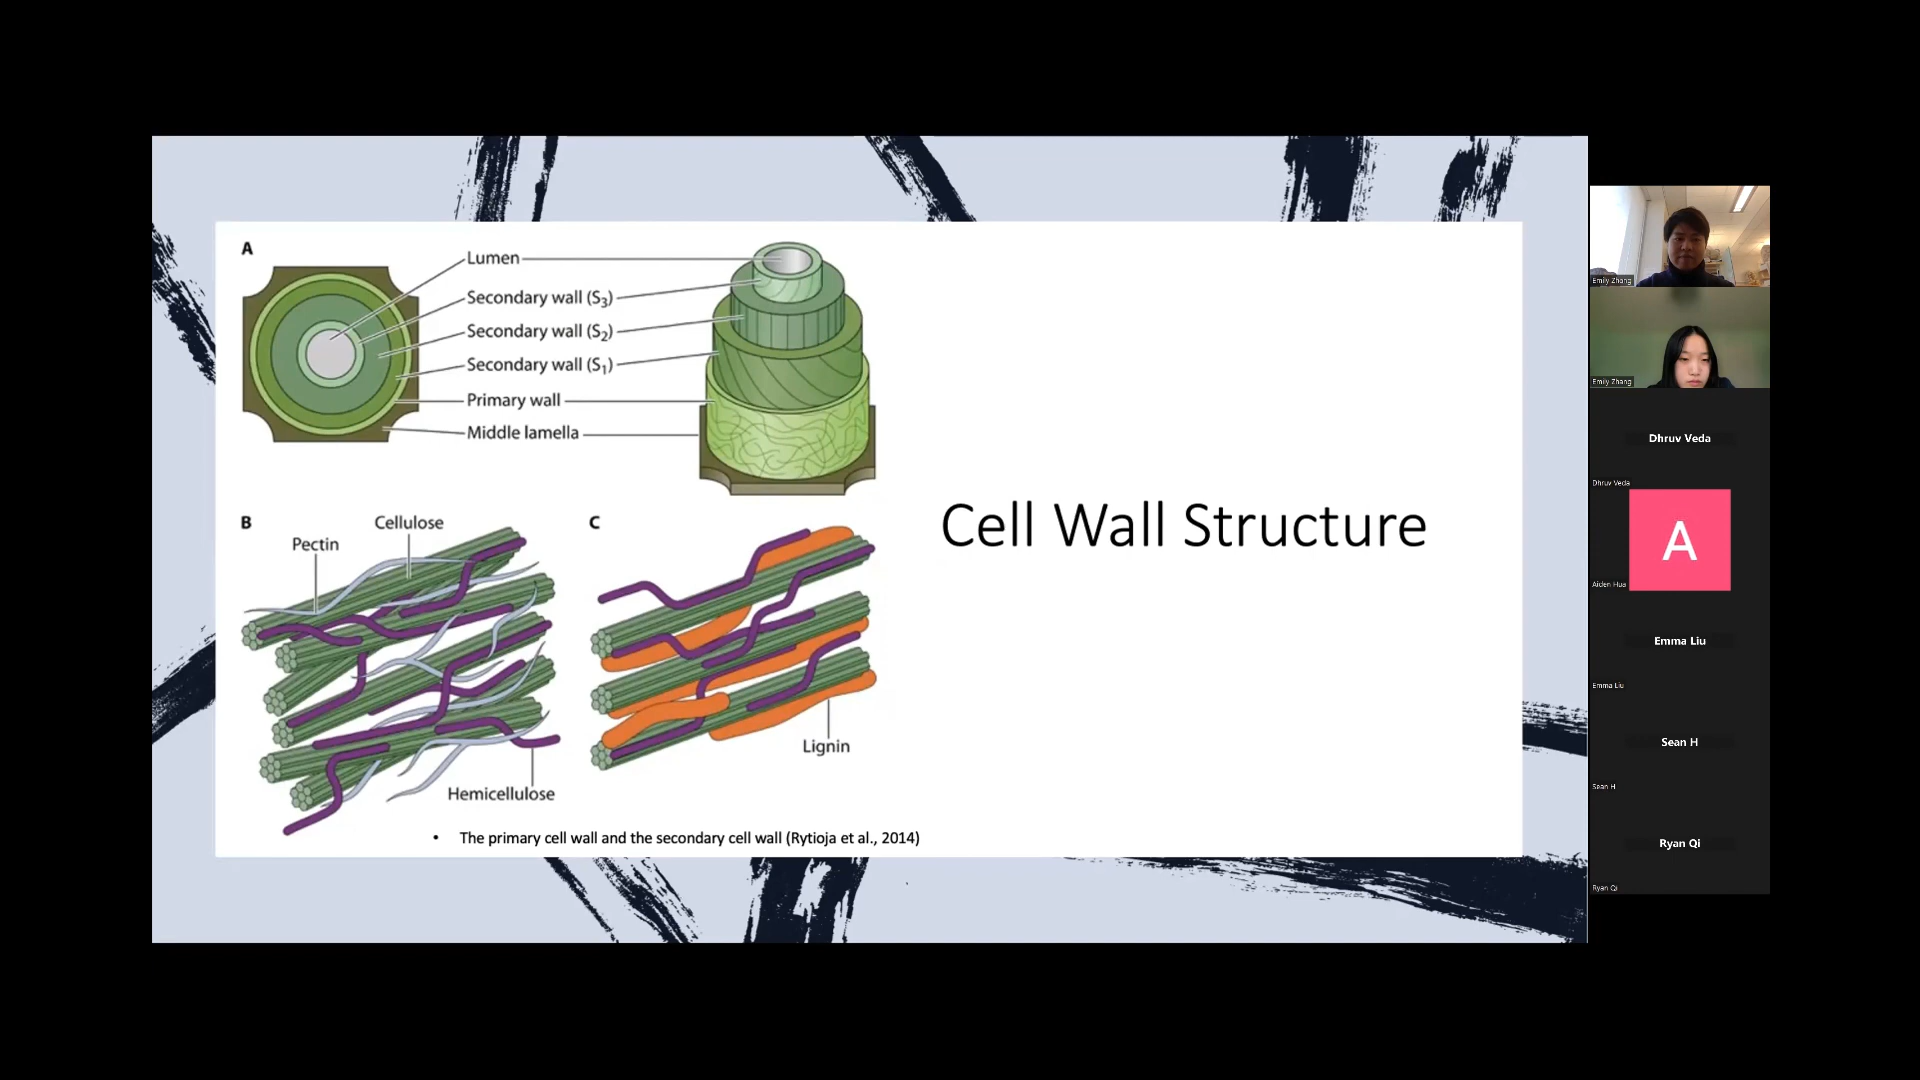 A
Lumen
Secondary wall (S3)
Secondary wall (S2)
Secondary wall (S1)
Primary wall
Middle lamella
B
Cellulose
Pectin
Hemicellulose
C
Lignin
Cell Wall Structure
• The primary cell wall and the secondary cell wall (Rytioja et al., 2014)
Emily Zhang
Emily Zhang
Dhruv Veda
Dhruv Veda
A
Aiden Hua
Emma Liu
Emma Liu
Sean H
Sean H
Ryan Qi
Ryan Qi